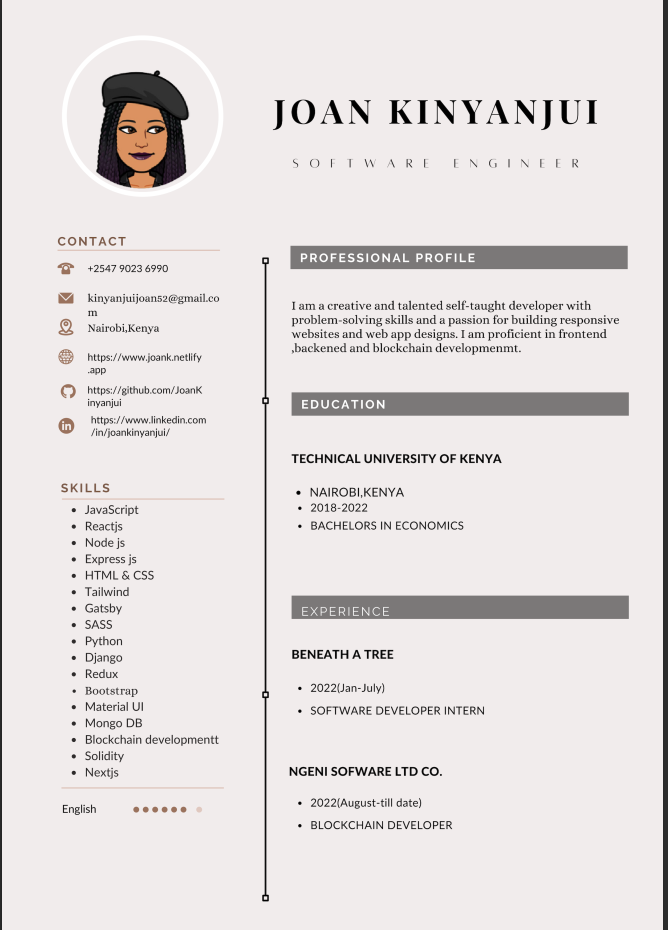 JOAN KINYANJUI
SOFTWARE ENGINEER
CONTACT
+2547 9023 6990
kinyanjuijoan52@gmail.co
m
Nairobi,Kenya
https://www.joank.netlify
.app
https://github.com/JoanK
inyanjui
https://www.linkedin.com
/in/joankinyanjui/
SKILLS
JavaScript
Reactjs
Node js
Express js
HTML & CSS
Tailwind
Gatsby
SASS
Python
Django
Redux
Bootstrap
Material UI
Mongo DB
Blockchain developmentt
Solidity
Nextjs
English
PROFESSIONAL PROFILE
I am a creative and talented self-taught developer with
problem-solving skills and a passion for building responsive
websites and web app designs. I am proficient in frontend
,backened and blockchain developmenmt.
EDUCATION
TECHNICAL UNIVERSITY OF KENYA
NAIROBI,KENYA
2018-2022
BACHELORS IN ECONOMICS
EXPERIENCE
BENEATH A TREE
2022(Jan-July)
SOFTWARE DEVELOPER INTERN
NGENI SOFWARE LTD CO.
2022(August-till date)
BLOCKCHAIN DEVELOPER